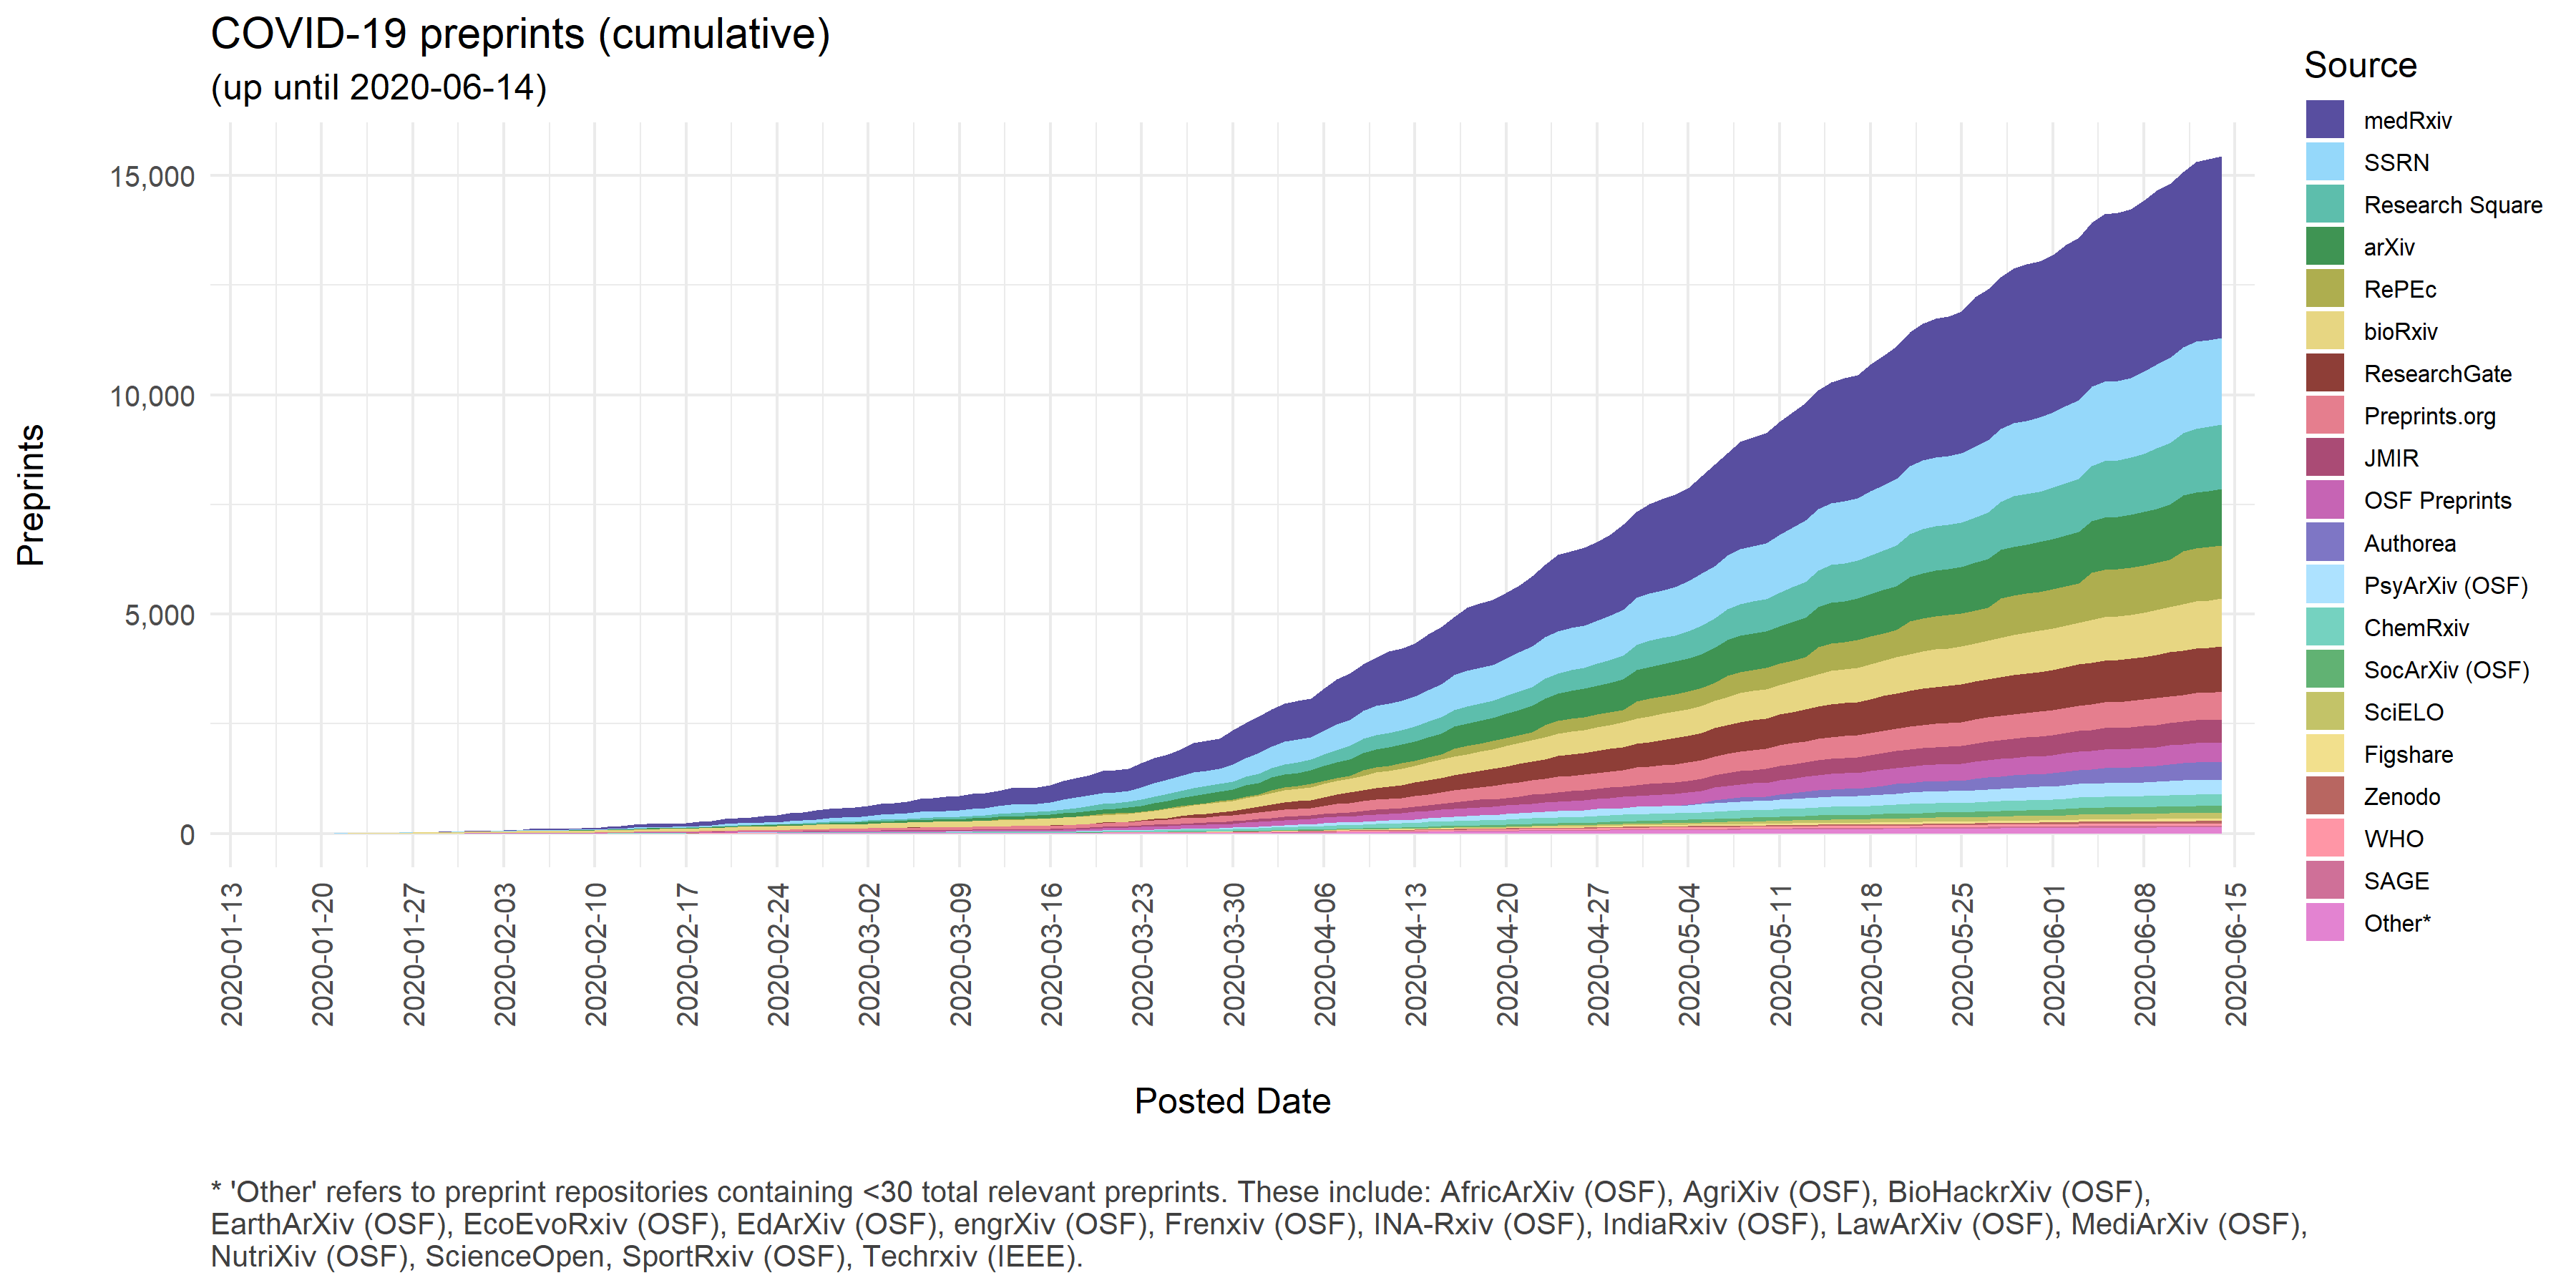 COVID-19 preprints (cumulative)
(up until 2020-06-14)
Preprints
15,000
10,000
5,000
0
2020-01-13
2020-01-20
2020-01-27
2020-02-03
2020-02-10
2020-02-17
2020-02-24
2020-03-02
2020-03-09
2020-03-16
2020-03-23
2020-03-30
2020-04-06
2020-04-13
2020-04-20
2020-04-27
2020-05-04
2020-05-11
2020-05-18
2020-05-25
2020-06-01
2020-06-08
2020-06-15
Posted Date
Source
medRxiv
SSRN
Research Square
arXiv
RePEc
bioRxiv
ResearchGate
Preprints.org
JMIR
OSF Preprints
Authorea
PsyArXiv (OSF)
ChemRxiv
SocArXiv (OSF)
SciELO
Figshare
Zenodo
WHO
SAGE
Other*
* 'Other' refers to preprint repositories containing <30 total relevant preprints. These include: AfricArXiv (OSF), AgriXiv (OSF), BioHackrXiv (OSF),
EarthArXiv (OSF), EcoEvoRxiv (OSF), EdArXiv (OSF), engrXiv (OSF), Frenxiv (OSF), INA-Rxiv (OSF), IndiaRxiv (OSF), LawArXiv (OSF), MediArXiv (OSF),
NutriXiv (OSF), ScienceOpen, SportRxiv (OSF), Techrxiv (IEEE).